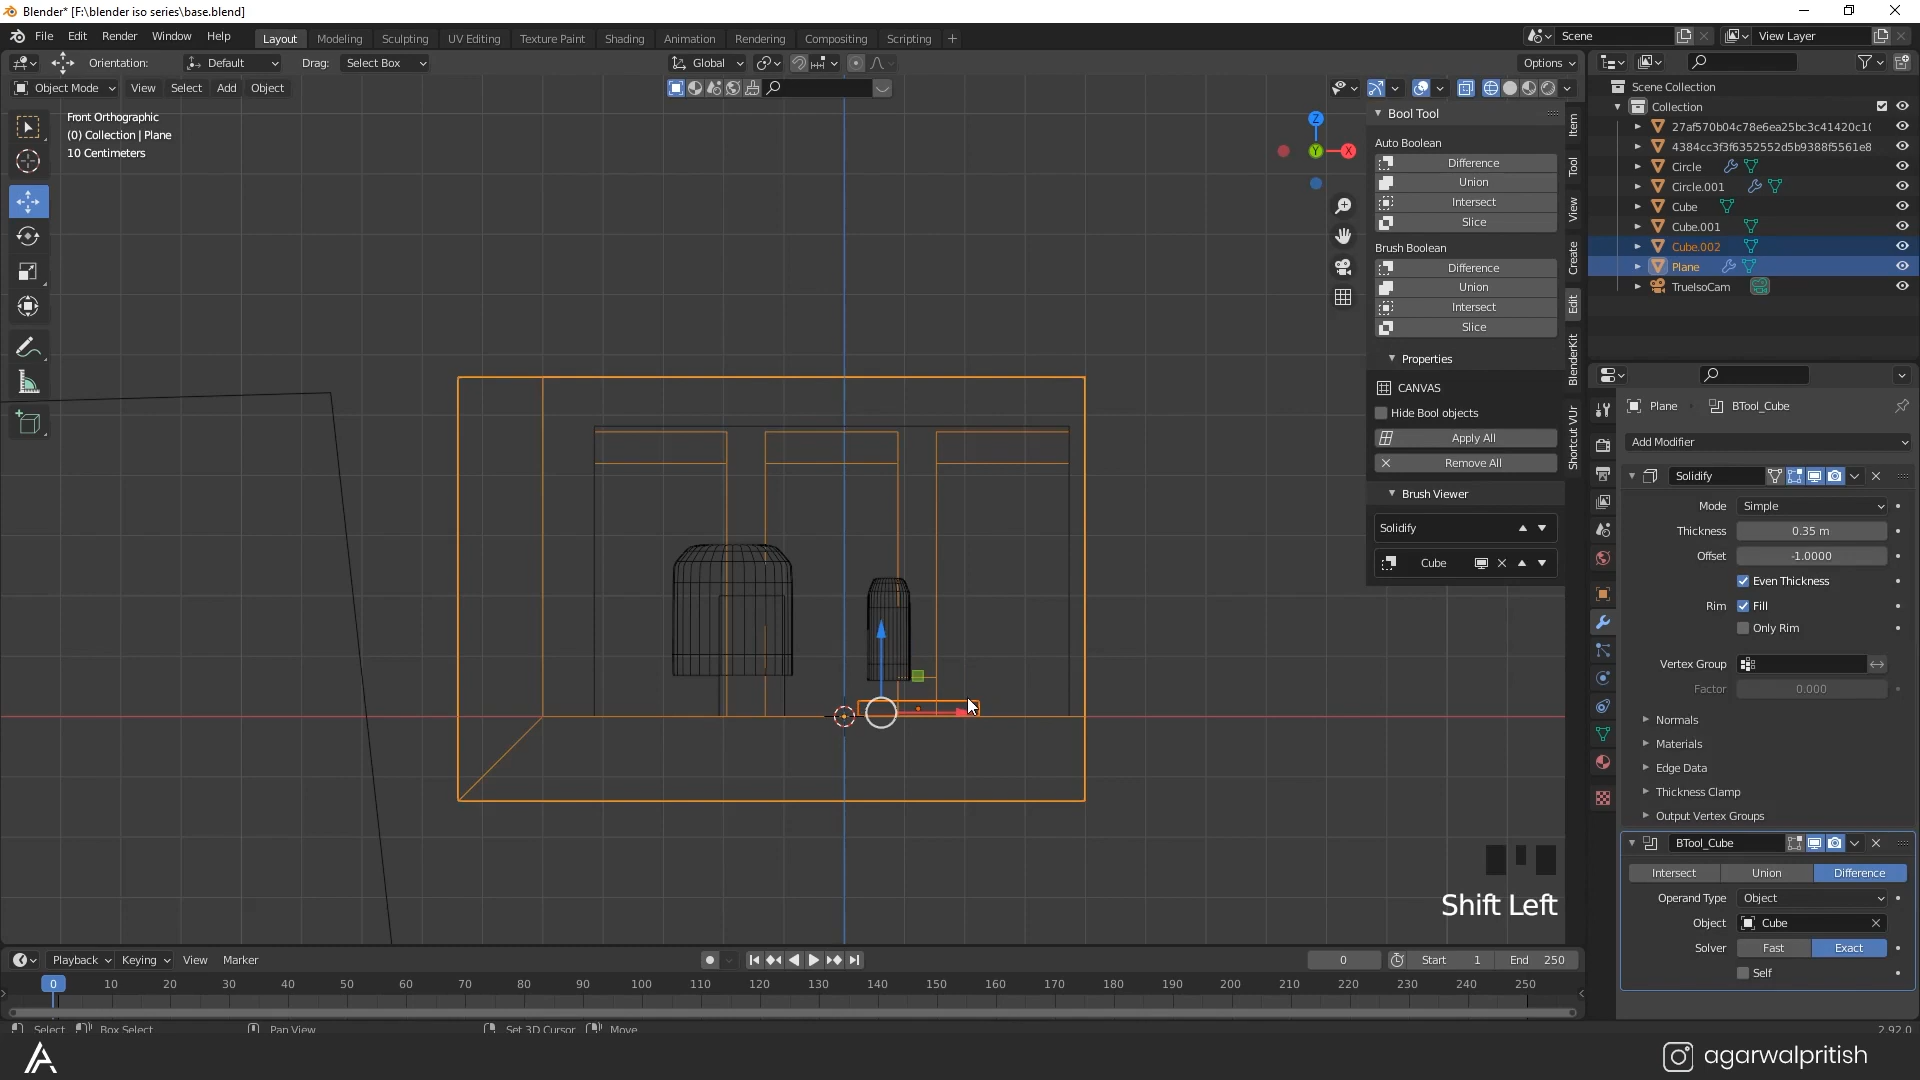 Blender* [F:\blender iso series\base.blend]
File Edit Render Window Help
Layout Modeling Sculpting UV Editing Texture Paint Shading Animation Rendering Compositing Scripting +
Scene
View Layer
Orientation: Default Drag: Select Box
Global
Options
Object Mode View Select Add Object
Front Orthographic
(0) Collection | Plane
10 Centimeters
Z
Y
X
Bool Tool
Auto Boolean
Difference
Union
Intersect
Slice
Brush Boolean
Difference
Union
Intersect
Slice
Properties
CANVAS
Hide Bool objects
Apply All
Remove All
Brush Viewer
Solidify
Cube
Item
Tool
View
Create
Edit
BlenderKit
Shortcut VUr
Scene Collection
Collection
27af570b04c78e6ea25bc3c41420c1(
4384cc3f3f6352552d5b9388f5561e8
Circle
Circle.001
Cube
Cube.001
Cube.002
Plane
TrueIsoCam
Plane BTool_Cube
Add Modifier
Solidify
Mode Simple
Thickness 0.35 m
Offset -1.0000
Even Thickness
Rim Fill
Only Rim
Vertex Group
Factor 0.000
Normals
Materials
Edge Data
Thickness Clamp
Output Vertex Groups
BTool_Cube
Intersect Union Difference
Operand Type Object
Object Cube
Solver Fast Exact
Self
Shift Left
Playback Keying View Marker
0 Start 1 End 250
0 10 20 30 40 50 60 70 80 90 100 110 120 130 140 150 160 170 180 190 200 210 220 230 240 250
Select Box Select Pan View Set 3D Cursor Move
2.92.0
agarwalpritish